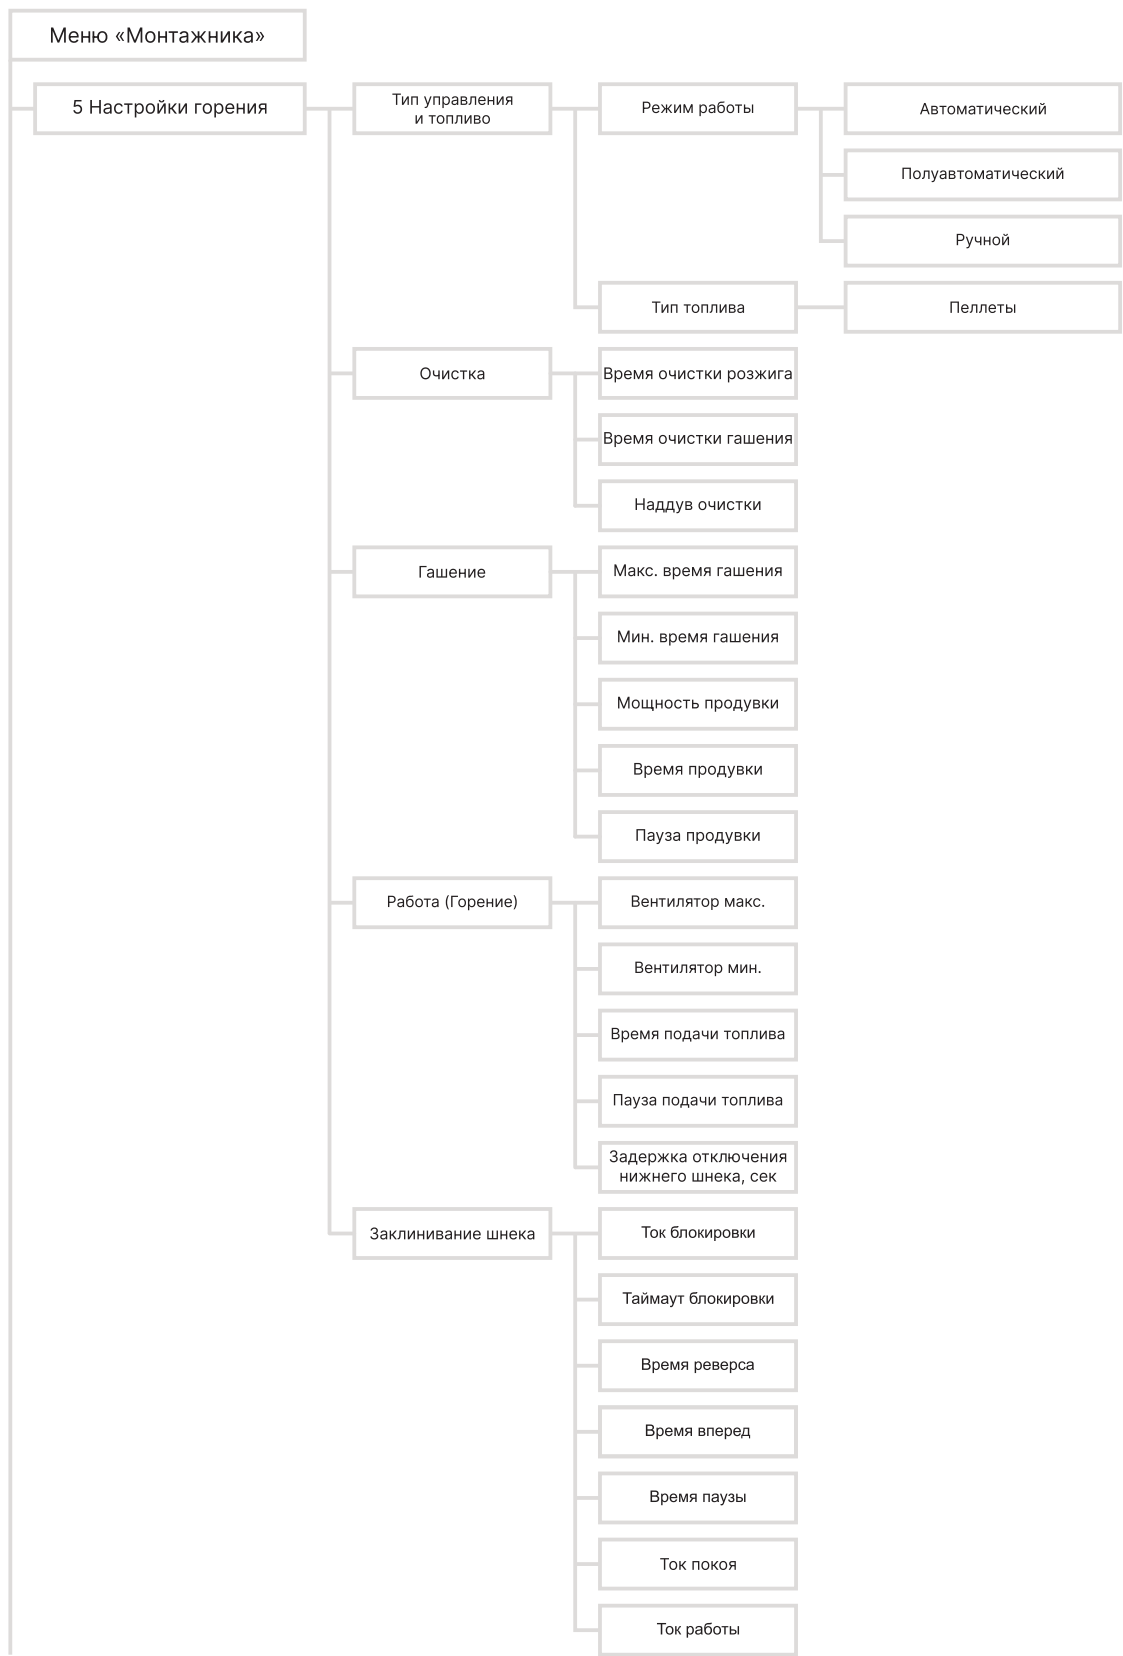 Меню «Монтажника»
5 Настройки горения
Тип управления
и топливо
Режим работы
Автоматический
Полуавтоматический
Ручной
Тип топлива
Пеллеты
Очистка
Время очистки розжига
Время очистки гашения
Наддув очистки
Гашение
Макс. время гашения
Мин. время гашения
Мощность продувки
Время продувки
Пауза продувки
Работа (Горение)
Вентилятор макс.
Вентилятор мин.
Время подачи топлива
Пауза подачи топлива
Задержка отключения
нижнего шнека, сек
Заклинивание шнека
Ток блокировки
Таймаут блокировки
Время реверса
Время вперед
Время паузы
Ток покоя
Ток работы